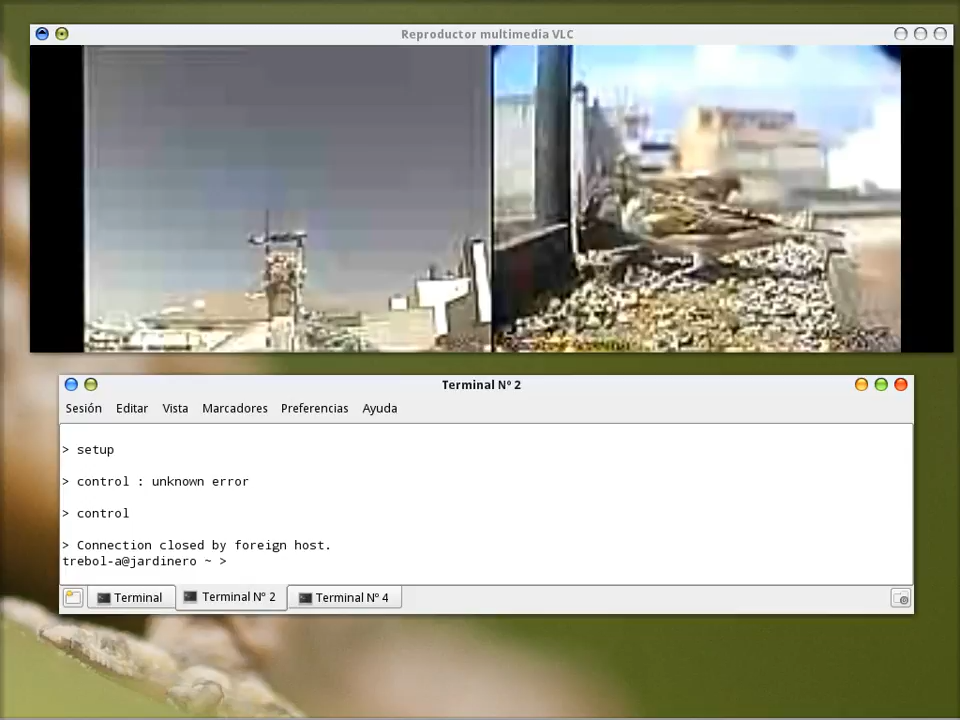 Reproductor multimedia VLC
Terminal Nº 2
Sesión Editar Vista Marcadores Preferencias Ayuda
> setup
> control : unknown error
> control
> Connection closed by foreign host.
trebol-a@jardinero ~ >
Terminal Terminal Nº 2 Terminal Nº 4